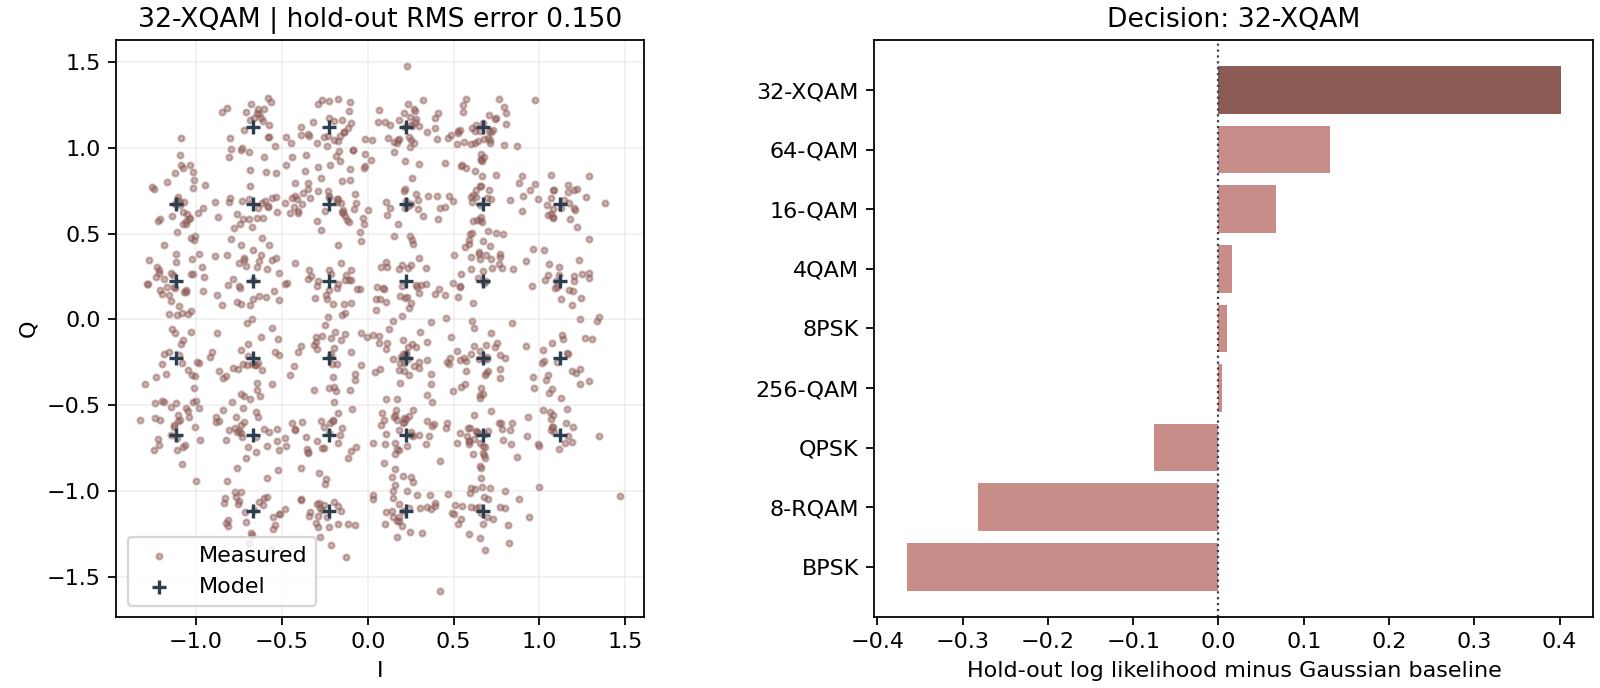 32-XQAM | hold-out RMS error 0.150
1.5
1.0
0.5
0.0
−0.5
−1.0
−1.5
Q
Measured
Model
−1.0
−0.5
0.0
0.5
1.0
1.5
I
Decision: 32-XQAM
32-XQAM
64-QAM
16-QAM
4QAM
8PSK
256-QAM
QPSK
8-RQAM
BPSK
−0.4
−0.3
−0.2
−0.1
0.0
0.1
0.2
0.3
0.4
Hold-out log likelihood minus Gaussian baseline